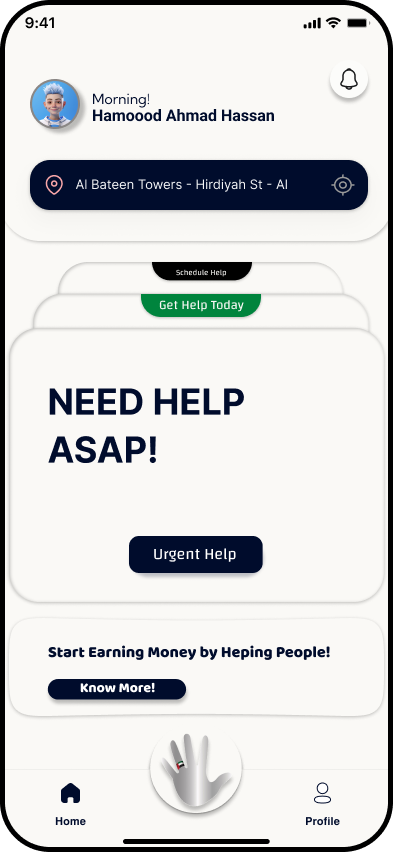 9:41
Morning!
Hamoood Ahmad Hassan
Al Bateen Towers - Hirdiyah St - Al
Schedule Help
Get Help Today
NEED HELP
ASAP!
Urgent Help
Start Earning Money by Heping People!
Know More!
Home
Profile